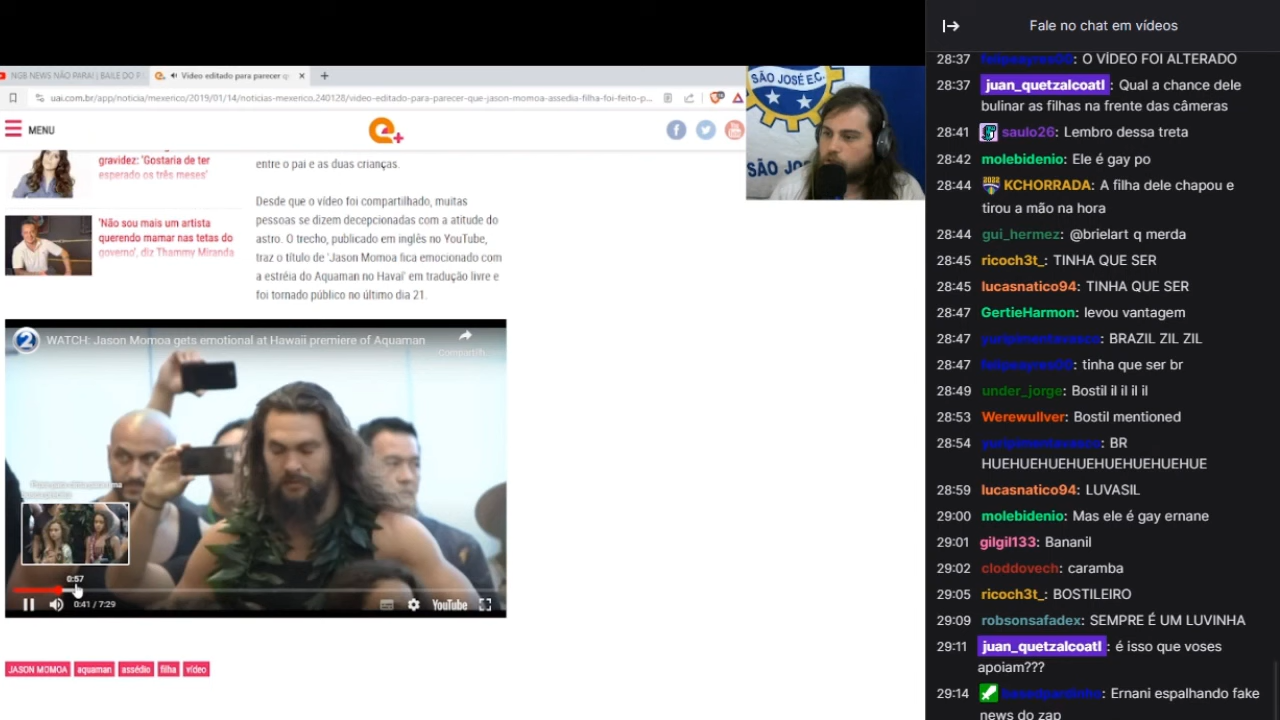 Fale no chat em vídeos
NGB NEWS NÃO PARA! | BAILE DO F
Vídeo editado para parecer q
uai.com.br/app/noticia/mexerico/2019/01/14/noticias-mexerico,240128/video-editado-para-parecer-que-jason-momoa-assedia-filha-foi-feito-p...
MENU
gravidez: 'Gostaria de ter
esperado os três meses'
'Não sou mais um artista
querendo mamar nas tetas do
governo', diz Thammy Miranda
entre o pai e as duas crianças.
Desde que o vídeo foi compartilhado, muitas
pessoas se dizem decepcionadas com a atitude do
astro. O trecho, publicado em inglês no YouTube,
traz o título de 'Jason Momoa fica emocionado com
a estréia do Aquaman no Havaí' em tradução livre e
foi tornado público no último dia 21.
SÃO JOSÉ E.C.
SÃO JOS
2
WATCH: Jason Momoa gets emotional at Hawaii premiere of Aquaman
0:57
0:41 / 7:29
YouTube
JASON MOMOA
aquaman
assédio
filha
vídeo
28:37 O VÍDEO FOI ALTERADO
28:37 juan_quetzalcoatl: Qual a chance dele
bulinar as filhas na frente das câmeras
28:41 saulo26: Lembro dessa treta
28:42 molebidenio: Ele é gay po
28:44 KCHORRADA: A filha dele chapou e
tirou a mão na hora
28:44 gui_hermez: @brielart q merda
28:45 ricoch3t_: TINHA QUE SER
28:45 lucasnatico94: TINHA QUE SER
28:47 GertieHarmon: levou vantagem
28:47 BRAZIL ZIL ZIL
28:47 tinha que ser br
28:49 under_jorge: Bostil il il il il
28:53 Werewullver: Bostil mentioned
28:54 BR
HUEHUEHUEHUEHUEHUEHUEHUE
28:59 lucasnatico94: LUVASIL
29:00 molebidenio: Mas ele é gay ernane
29:01 gilgil133: Bananil
29:02 cloddovech: caramba
29:05 ricoch3t_: BOSTILEIRO
29:09 robsonsafadex: SEMPRE É UM LUVINHA
29:11 juan_quetzalcoatl: é isso que voses
apoiam???
29:14 Ernani espalhando fake
news do zap